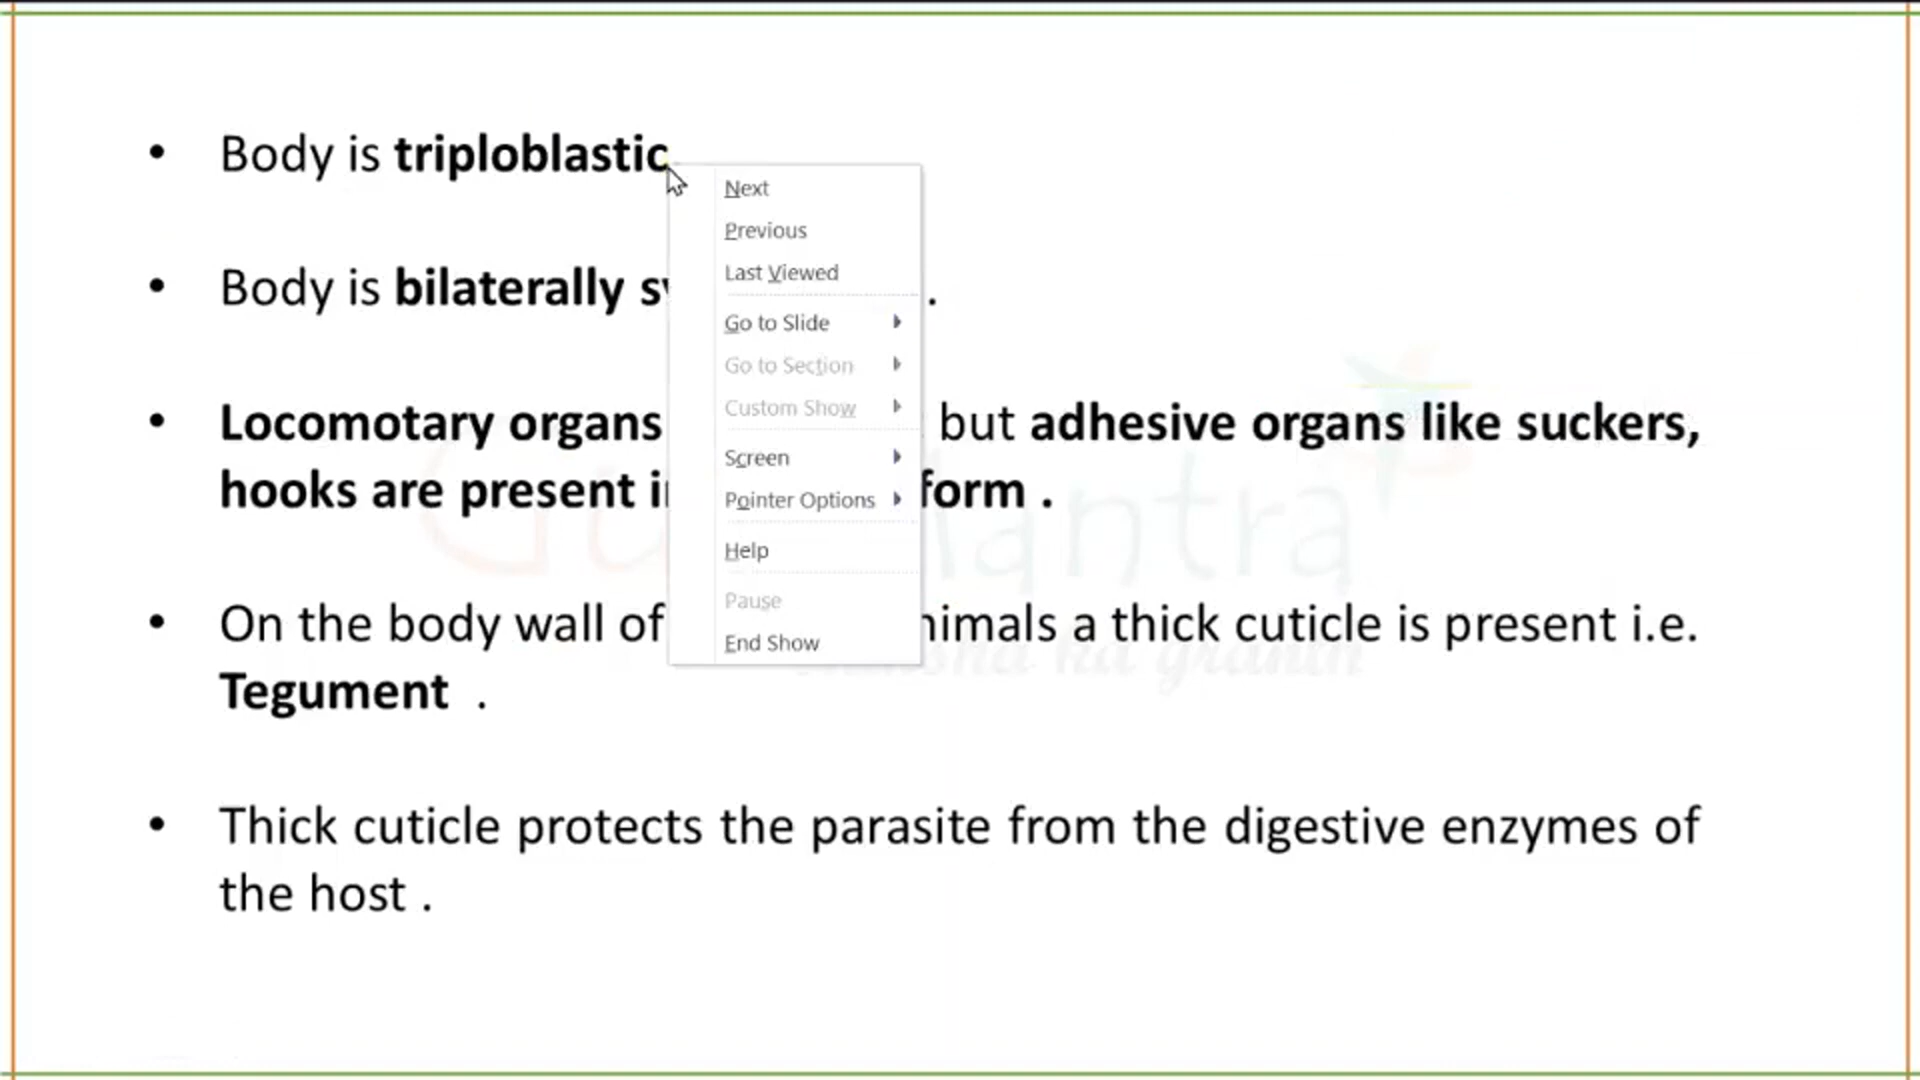 • Body is triploblastic
• Body is bilaterally .
• Locomotary organs but adhesive organs like suckers,
hooks are present form .
• On the body wall of a thick cuticle is present i.e.
Tegument .
• Thick cuticle protects the parasite from the digestive enzymes of
the host .
Next
Previous
Last Viewed
Go to Slide
Go to Section
Custom Show
Screen
Pointer Options
Help
Pause
End Show